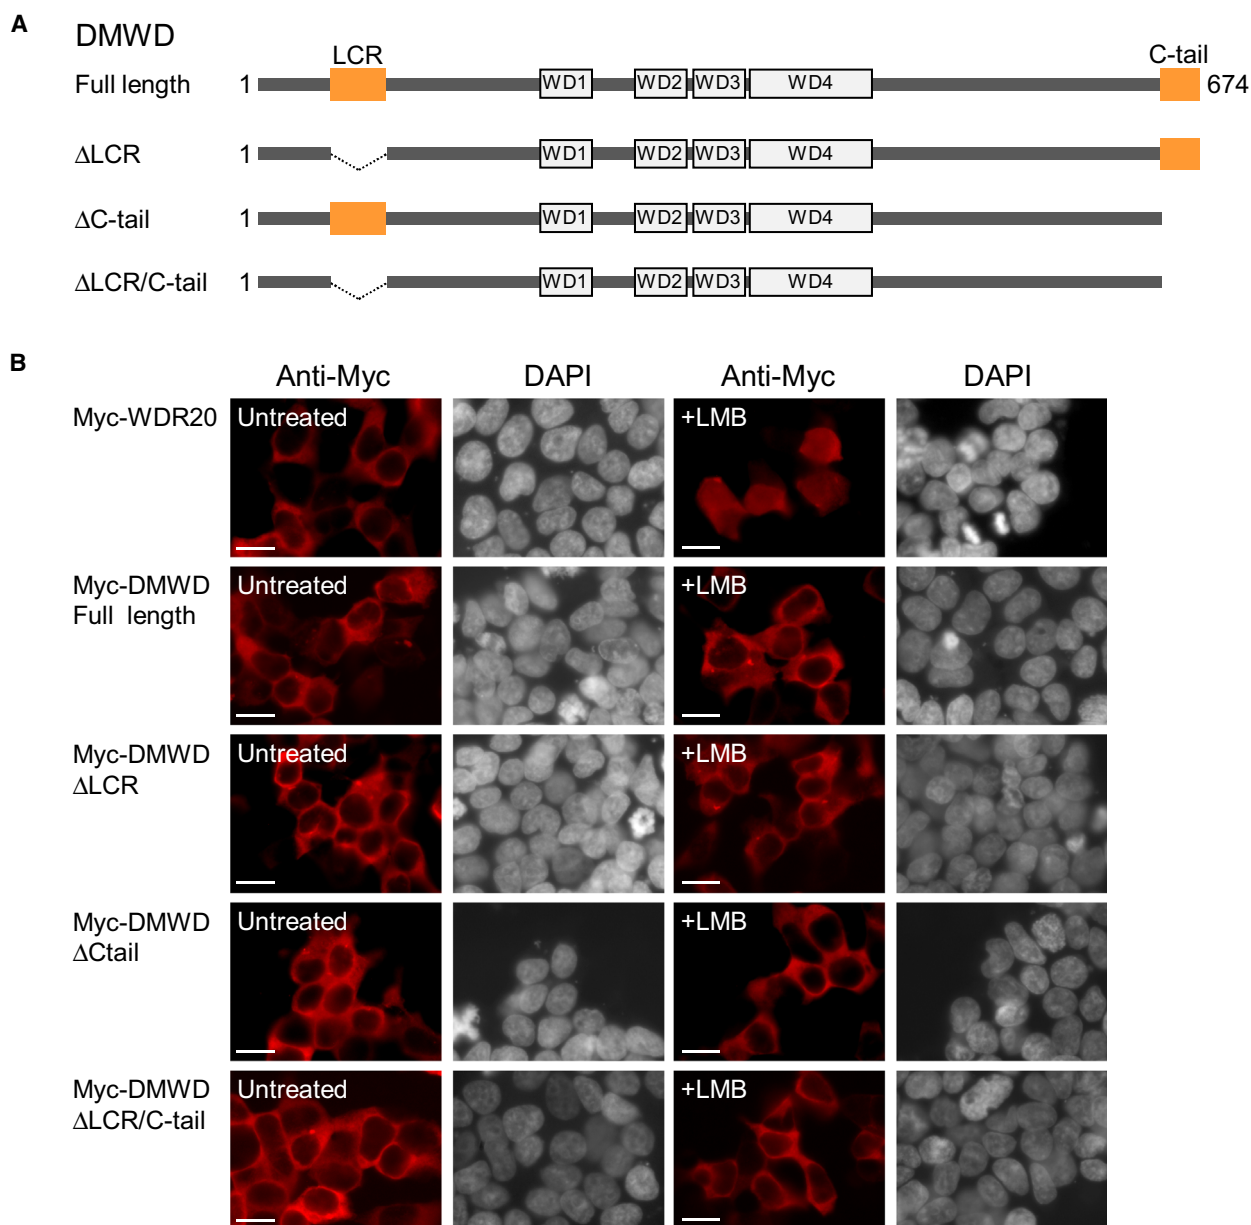 A
DMWD
LCR
C-tail
Full length 1 WD1 WD2 WD3 WD4 674
ΔLCR 1 WD1 WD2 WD3 WD4
ΔC-tail 1 WD1 WD2 WD3 WD4
ΔLCR/C-tail 1 WD1 WD2 WD3 WD4
B
Anti-Myc DAPI Anti-Myc DAPI
Myc-WDR20 Untreated +LMB
Myc-DMWD Untreated +LMB
Full length
Myc-DMWD Untreated +LMB
ΔLCR
Myc-DMWD Untreated +LMB
ΔCtail
Myc-DMWD Untreated +LMB
ΔLCR/C-tail